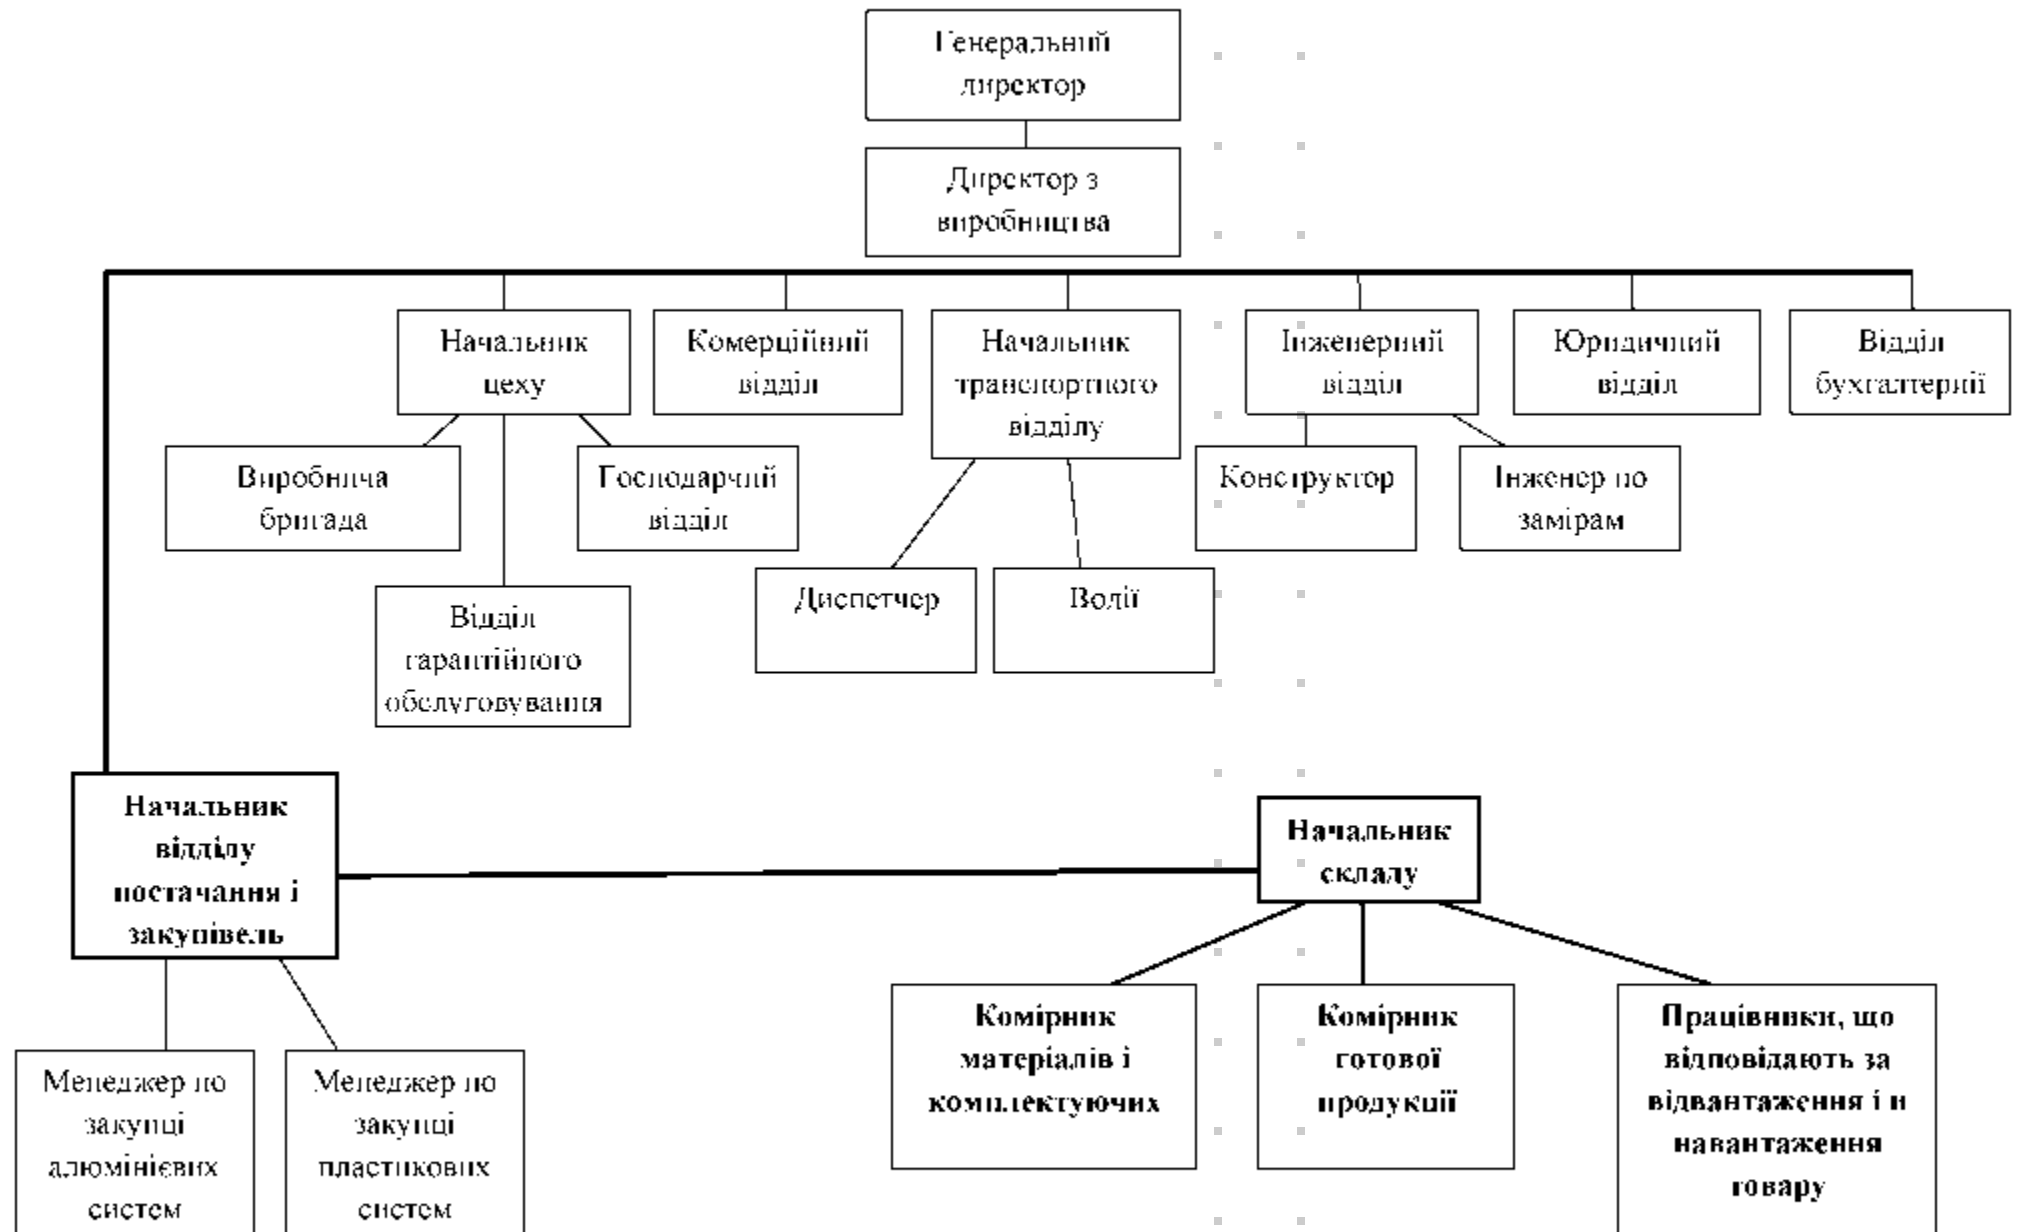 Генеральний
директор
Директор з
виробництва
Начальник
цеху
Комерційний
відділ
Начальник
транспортного
відділу
Інженерний
відділ
Юридичний
відділ
Відділ
бухгалтерії
Виробнича
бригада
Господарчий
відділ
Конструктор
Інженер по
замірам
Відділ
гарантійного
обслуговування
Диспетчер
Водії
Начальник
відділу
постачання і
закупівель
Начальник
складу
Менеджер по
закупці
алюмінієвих
систем
Менеджер по
закупці
пластикових
систем
Комірник
матеріалів і
комплектуючих
Комірник
готової
продукції
Працівники, що
відповідають за
відвантаження і н
навантаження
товару